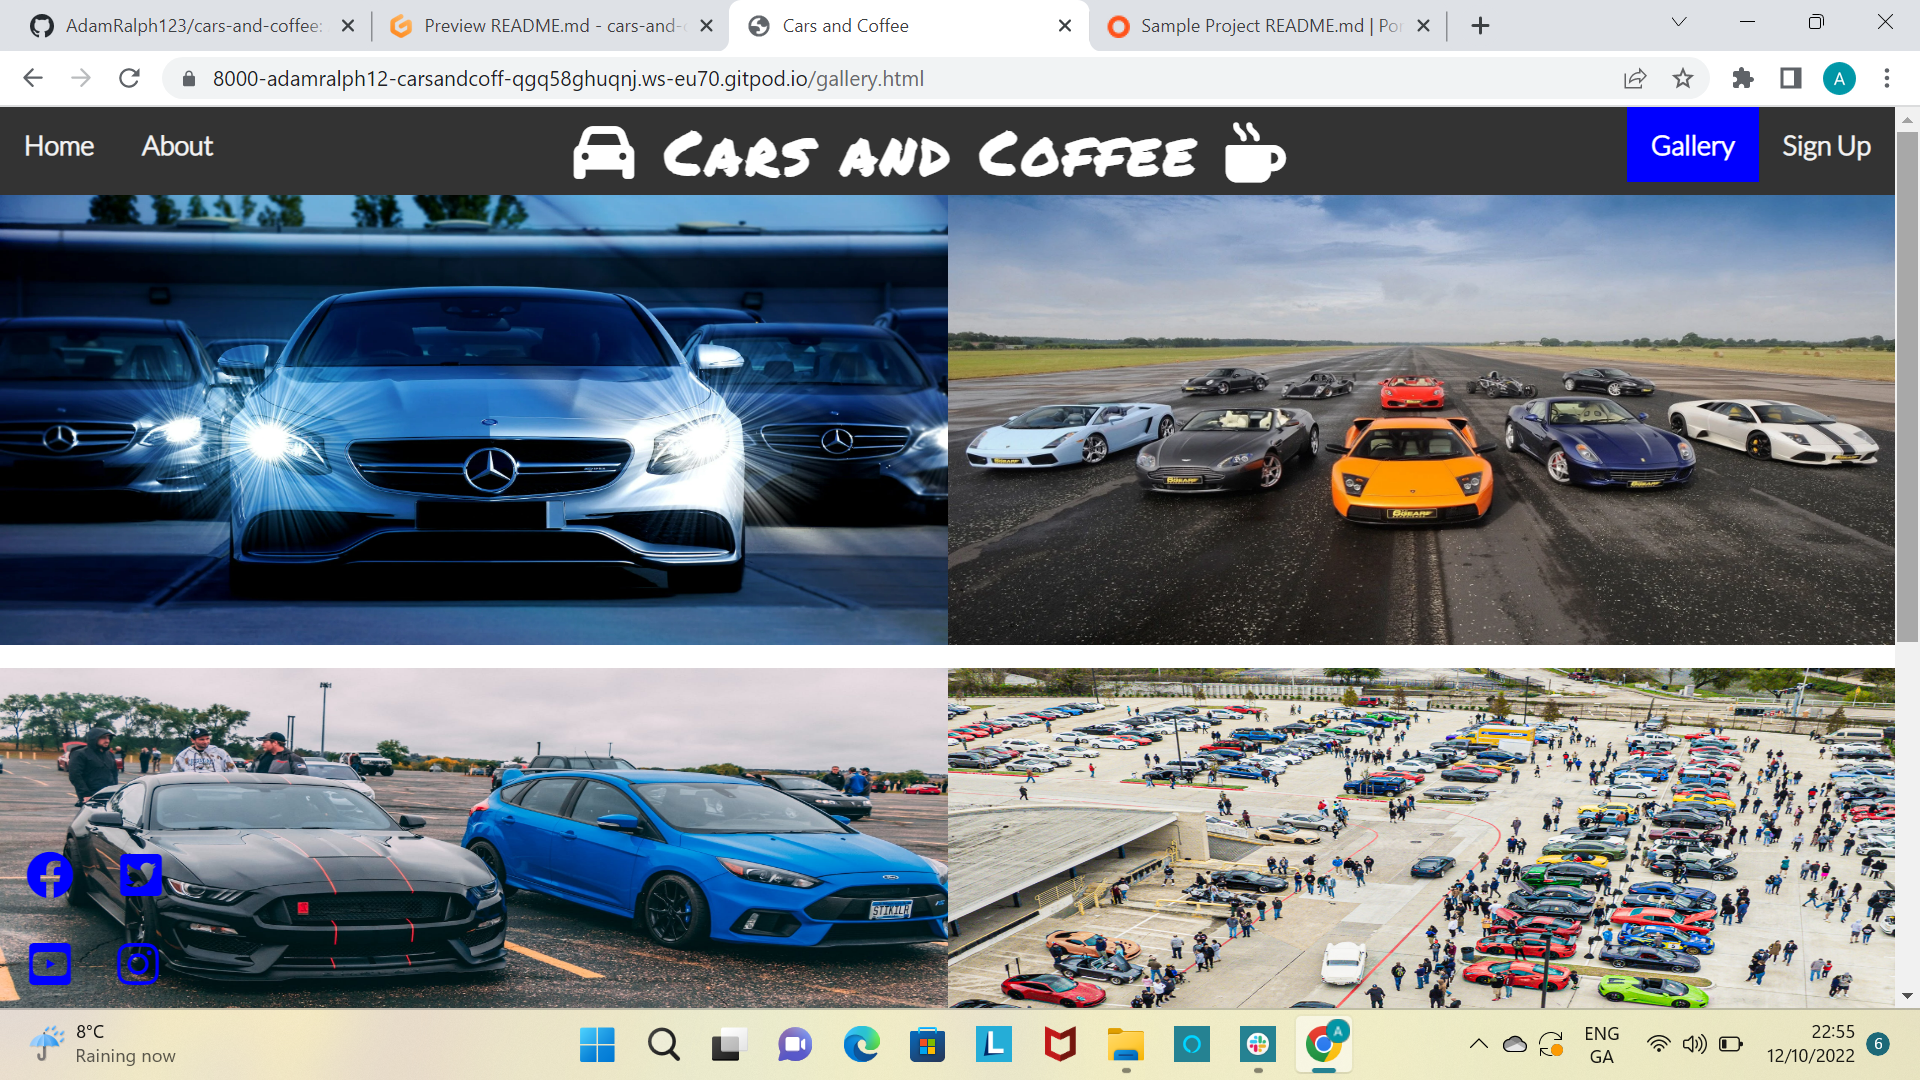 AdamRalph123/cars-and-coffee:
Preview README.md - cars-and-c
Cars and Coffee
Sample Project README.md | Por
8000-adamralph12-carsandcoff-qgq58ghuqnj.ws-eu70.gitpod.io/gallery.html
A
Home
About
Cars and Coffee
Gallery
Sign Up
STIKILR
8°C
Raining now
L
A
ENG
GA
22:55
12/10/2022
6